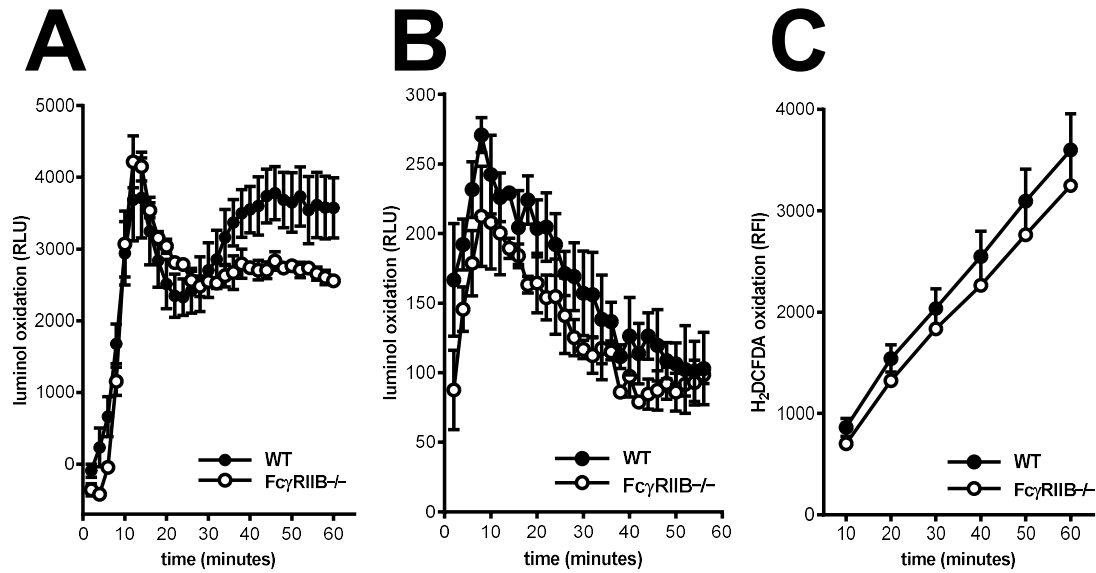 A
5000
4000
3000
2000
1000
0
luminol oxidation (RLU)
WT
FcγRIIB–/–
0 10 20 30 40 50 60
time (minutes)
B
300
250
200
150
100
50
0
luminol oxidation (RLU)
WT
FcγRIIB–/–
0 10 20 30 40 50 60
time (minutes)
C
4000
3000
2000
1000
0
H₂DCFDA oxidation (RFI)
WT
FcγRIIB–/–
10 20 30 40 50 60
time (minutes)